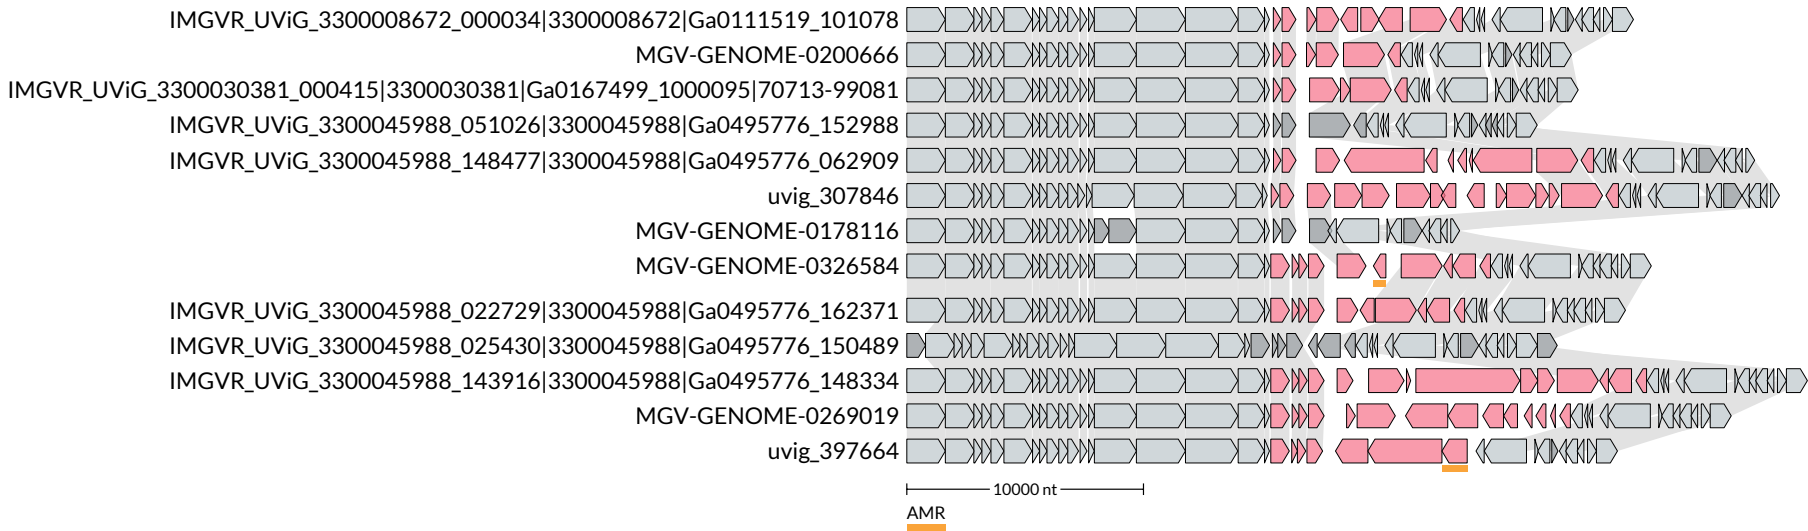 IMGVR_UViG_3300008672_000034|3300008672|Ga0111519_101078
MGV-GENOME-0200666
IMGVR_UViG_3300030381_000415|3300030381|Ga0167499_1000095|70713-99081
IMGVR_UViG_3300045988_051026|3300045988|Ga0495776_152988
IMGVR_UViG_3300045988_148477|3300045988|Ga0495776_062909
uvig_307846
MGV-GENOME-0178116
MGV-GENOME-0326584
IMGVR_UViG_3300045988_022729|3300045988|Ga0495776_162371
IMGVR_UViG_3300045988_025430|3300045988|Ga0495776_150489
IMGVR_UViG_3300045988_143916|3300045988|Ga0495776_148334
MGV-GENOME-0269019
uvig_397664
10000 nt
AMR